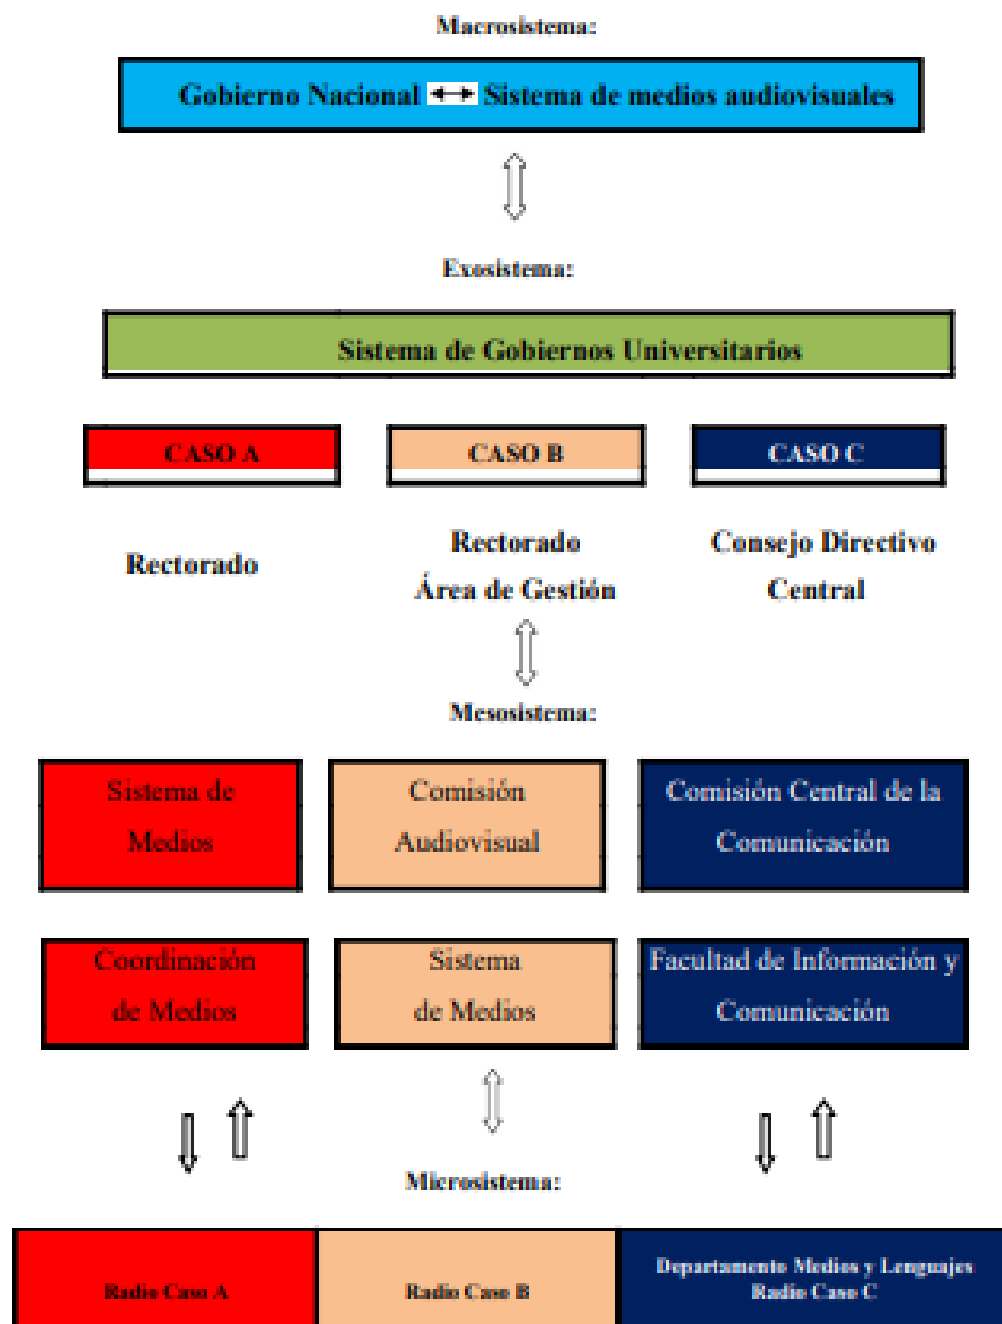 Macrosistema:
Gobierno Nacional ↔ Sistema de medios audiovisuales
Exosistema:
Sistema de Gobiernos Universitarios
CASO A
CASO B
CASO C
Rectorado
Rectorado
Área de Gestión
Consejo Directivo
Central
Mesosistema:
Sistema de
Medios
Comisión
Audiovisual
Comisión Central de la
Comunicación
Coordinación
de Medios
Sistema
de Medios
Facultad de Información y
Comunicación
Microsistema:
Radio Caso A
Radio Caso B
Departamento Medios y Lenguajes
Radio Caso C